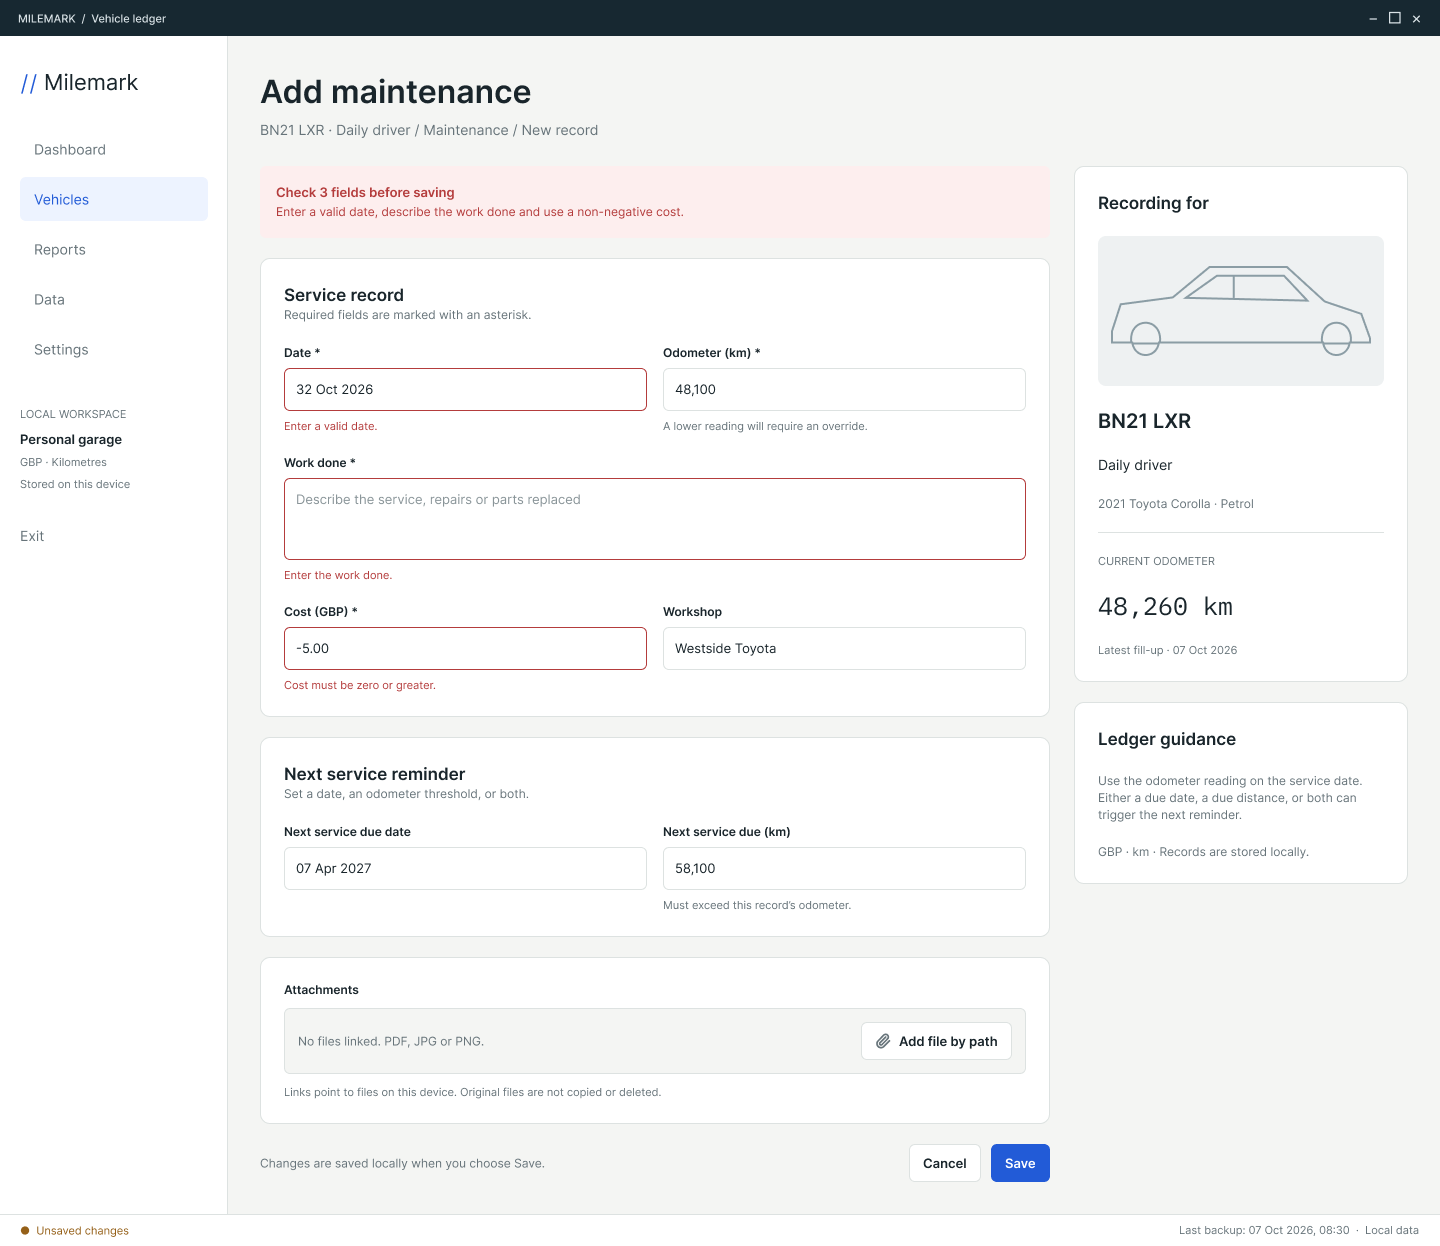 MILEMARK / Vehicle ledger
// Milemark
Dashboard
Vehicles
Reports
Data
Settings
LOCAL WORKSPACE
Personal garage
GBP · Kilometres
Stored on this device
Exit
Add maintenance
BN21 LXR · Daily driver / Maintenance / New record
Check 3 fields before saving
Enter a valid date, describe the work done and use a non-negative cost.
Service record
Required fields are marked with an asterisk.
Date *
32 Oct 2026
Enter a valid date.
Odometer (km) *
48,100
A lower reading will require an override.
Work done *
Describe the service, repairs or parts replaced
Enter the work done.
Cost (GBP) *
-5.00
Cost must be zero or greater.
Workshop
Westside Toyota
Next service reminder
Set a date, an odometer threshold, or both.
Next service due date
07 Apr 2027
Next service due (km)
58,100
Must exceed this record's odometer.
Attachments
No files linked. PDF, JPG or PNG.
Add file by path
Links point to files on this device. Original files are not copied or deleted.
Changes are saved locally when you choose Save.
Cancel
Save
Recording for
BN21 LXR
Daily driver
2021 Toyota Corolla · Petrol
CURRENT ODOMETER
48,260 km
Latest fill-up · 07 Oct 2026
Ledger guidance
Use the odometer reading on the service date.
Either a due date, a due distance, or both can
trigger the next reminder.
GBP · km · Records are stored locally.
Unsaved changes
Last backup: 07 Oct 2026, 08:30 · Local data